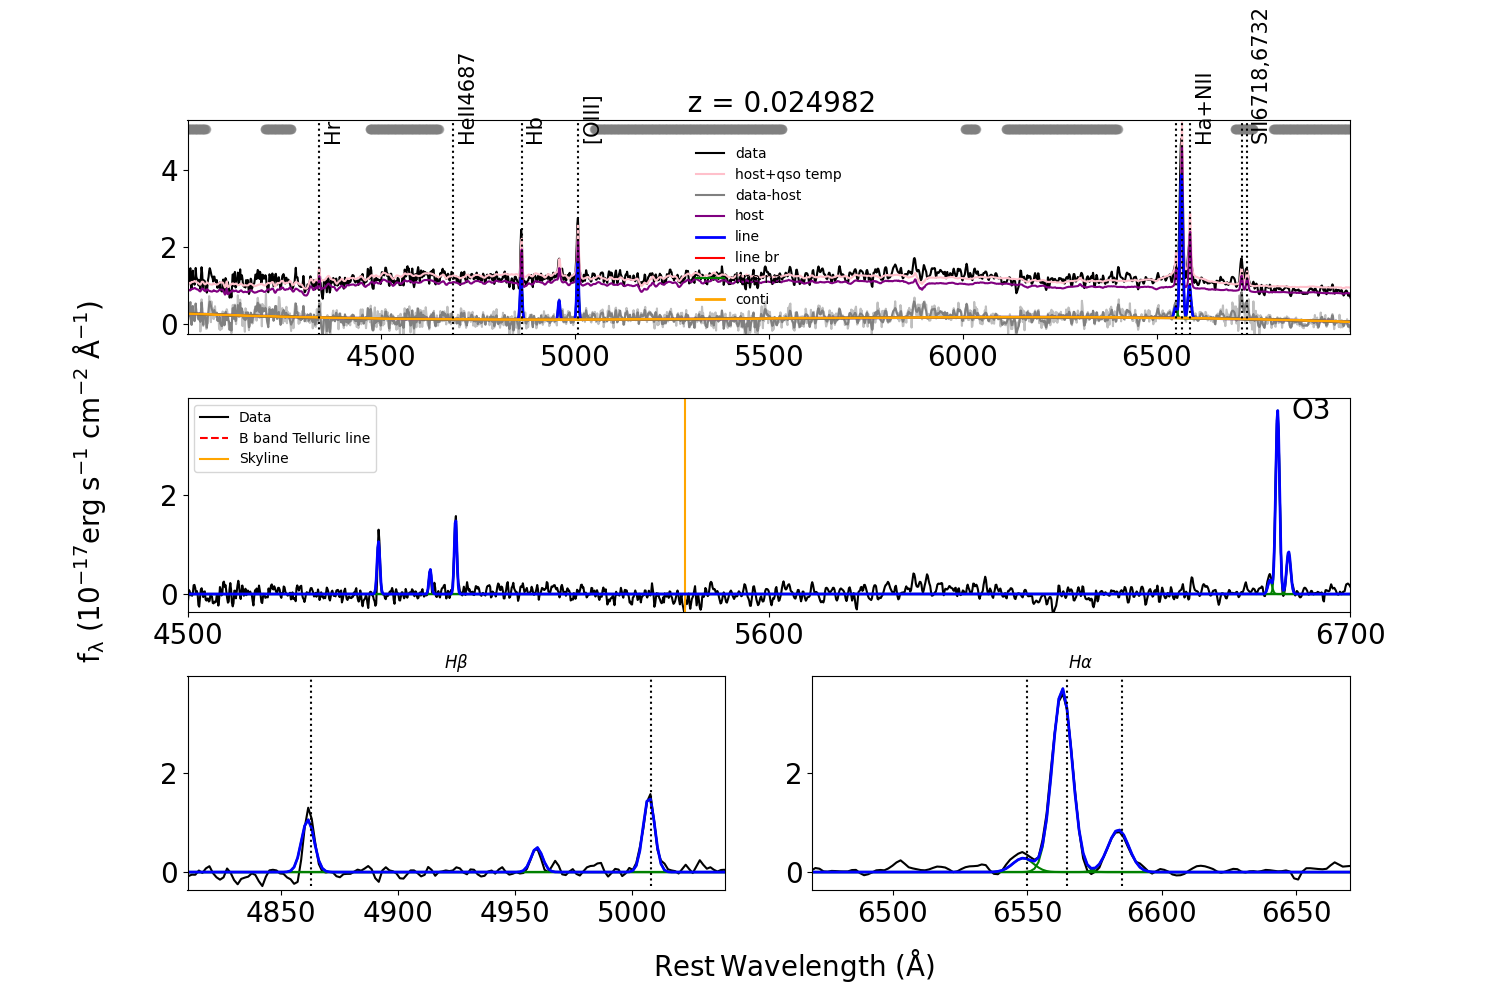 z = 0.024982
Hr
HeII4687
Hb
[OIII]
Ha+NII
SII6718,6732
data
host+qso temp
data-host
host
line
line br
conti
4
2
0
4500
5000
5500
6000
6500
fλ (10−17erg s−1 cm−2 Å−1)
Data
B band Telluric line
Skyline
O3
2
0
4500
5600
6700
Hβ
2
0
4850
4900
4950
5000
Hα
2
0
6500
6550
6600
6650
Rest Wavelength (Å)